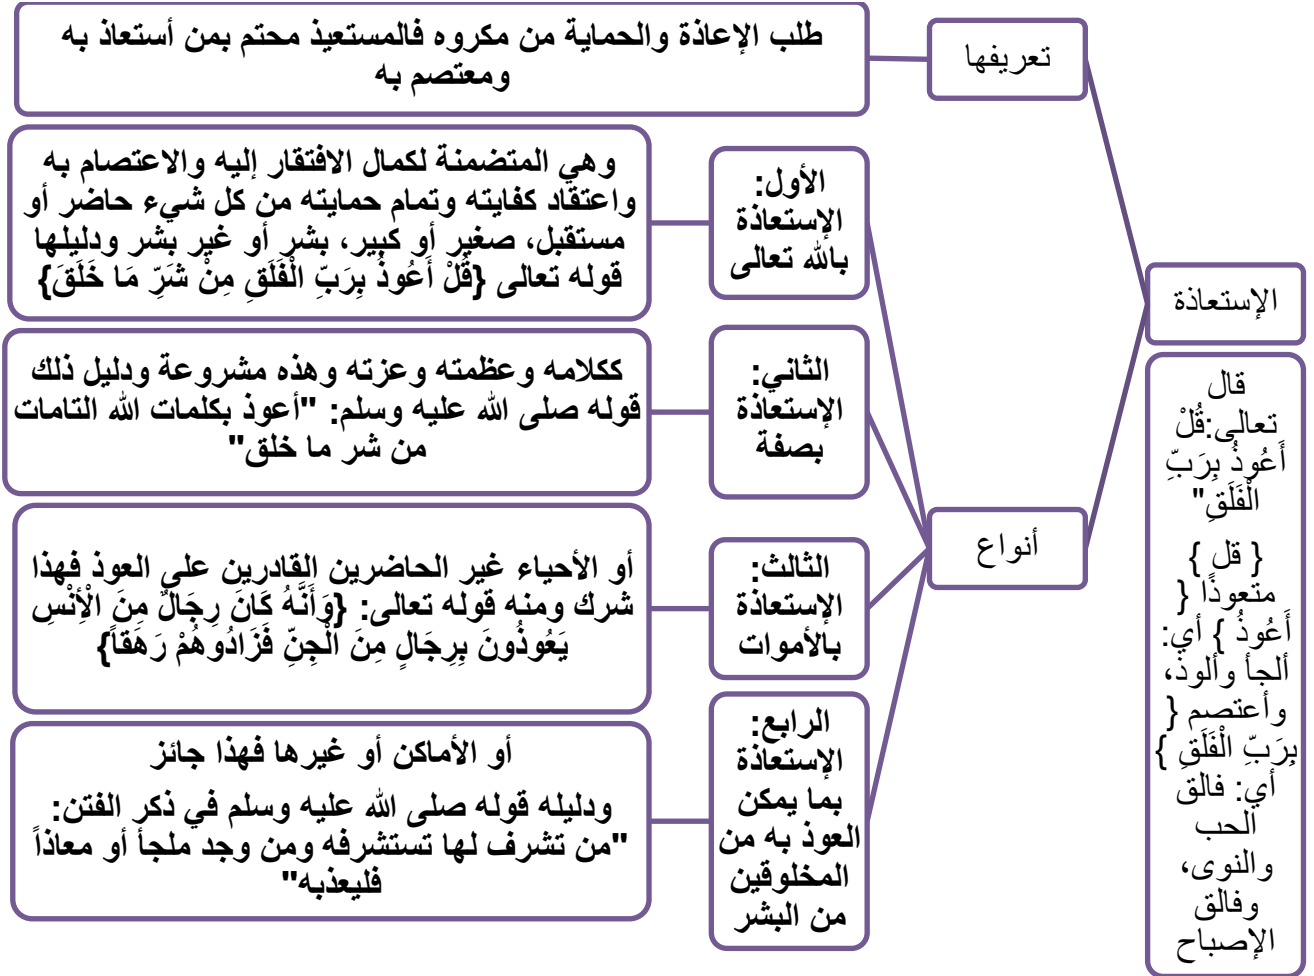 الإستعاذة
قال
تعالى:قُلْ
أَعُوذُ بِرَبِّ
الْفَلَقِ"
{ قل }
متعوذًا {
أَعُوذُ } أي:
ألجأ وألوذ،
وأعتصم {
بِرَبِّ الْفَلَقِ }
أي: فالق
الحب
والنوى،
وفالق
الإصباح
تعريفها
طلب الإعاذة والحماية من مكروه فالمستعيذ محتم بمن أستعاذ به
ومعتصم به
أنواع
الأول:
الإستعاذة
بالله تعالى
وهي المتضمنة لكمال الافتقار إليه والاعتصام به
واعتقاد كفايته وتمام حمايته من كل شيء حاضر أو
مستقبل، صغير أو كبير، بشر أو غير بشر ودليلها
قوله تعالى {قُلْ أَعُوذُ بِرَبِّ الْفَلَقِ مِنْ شَرِّ مَا خَلَقَ}
الثاني:
الإستعاذة
بصفة
ككلامه وعظمته وعزته وهذه مشروعة ودليل ذلك
قوله صلى الله عليه وسلم: "أعوذ بكلمات الله التامات
من شر ما خلق"
الثالث:
الإستعاذة
بالأموات
أو الأحياء غير الحاضرين القادرين علي العوذ فهذا
شرك ومنه قوله تعالى: {وَأَنَّهُ كَانَ رِجَالٌ مِنَ الْأِنْسِ
يَعُوذُونَ بِرِجَالٍ مِنَ الْجِنِّ فَزَادُوهُمْ رَهَقاً}
الرابع:
الإستعاذة
بما يمكن
العوذ به من
المخلوقين
من البشر
أو الأماكن أو غيرها فهذا جائز
ودليله قوله صلى الله عليه وسلم في ذكر الفتن:
"من تشرف لها تستشرفه ومن وجد ملجأ أو معاذاً
فليعذبه"